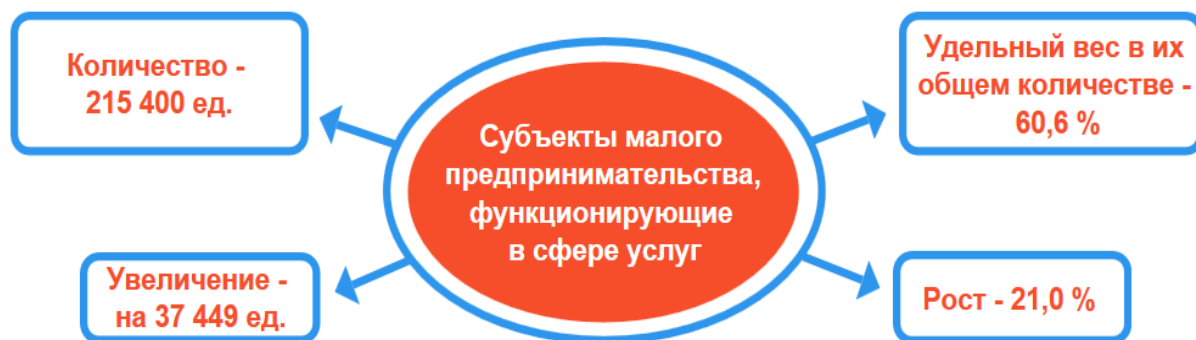 Количество -
215 400 ед.
Удельный вес в их
общем количестве -
60,6 %
Субъекты малого
предпринимательства,
функционирующие
в сфере услуг
Увеличение -
на 37 449 ед.
Рост - 21,0 %